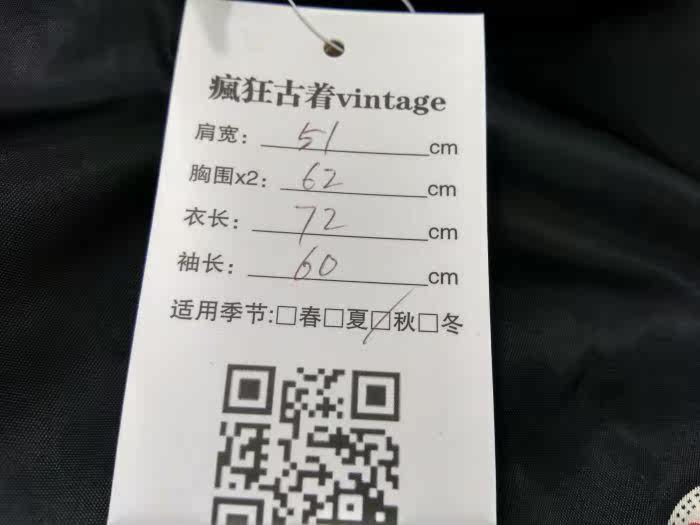 瘋狂古着vintage
肩宽：51cm
胸围x2：62cm
衣长：72cm
袖长：60cm
适用季节:□春□夏☑秋□冬